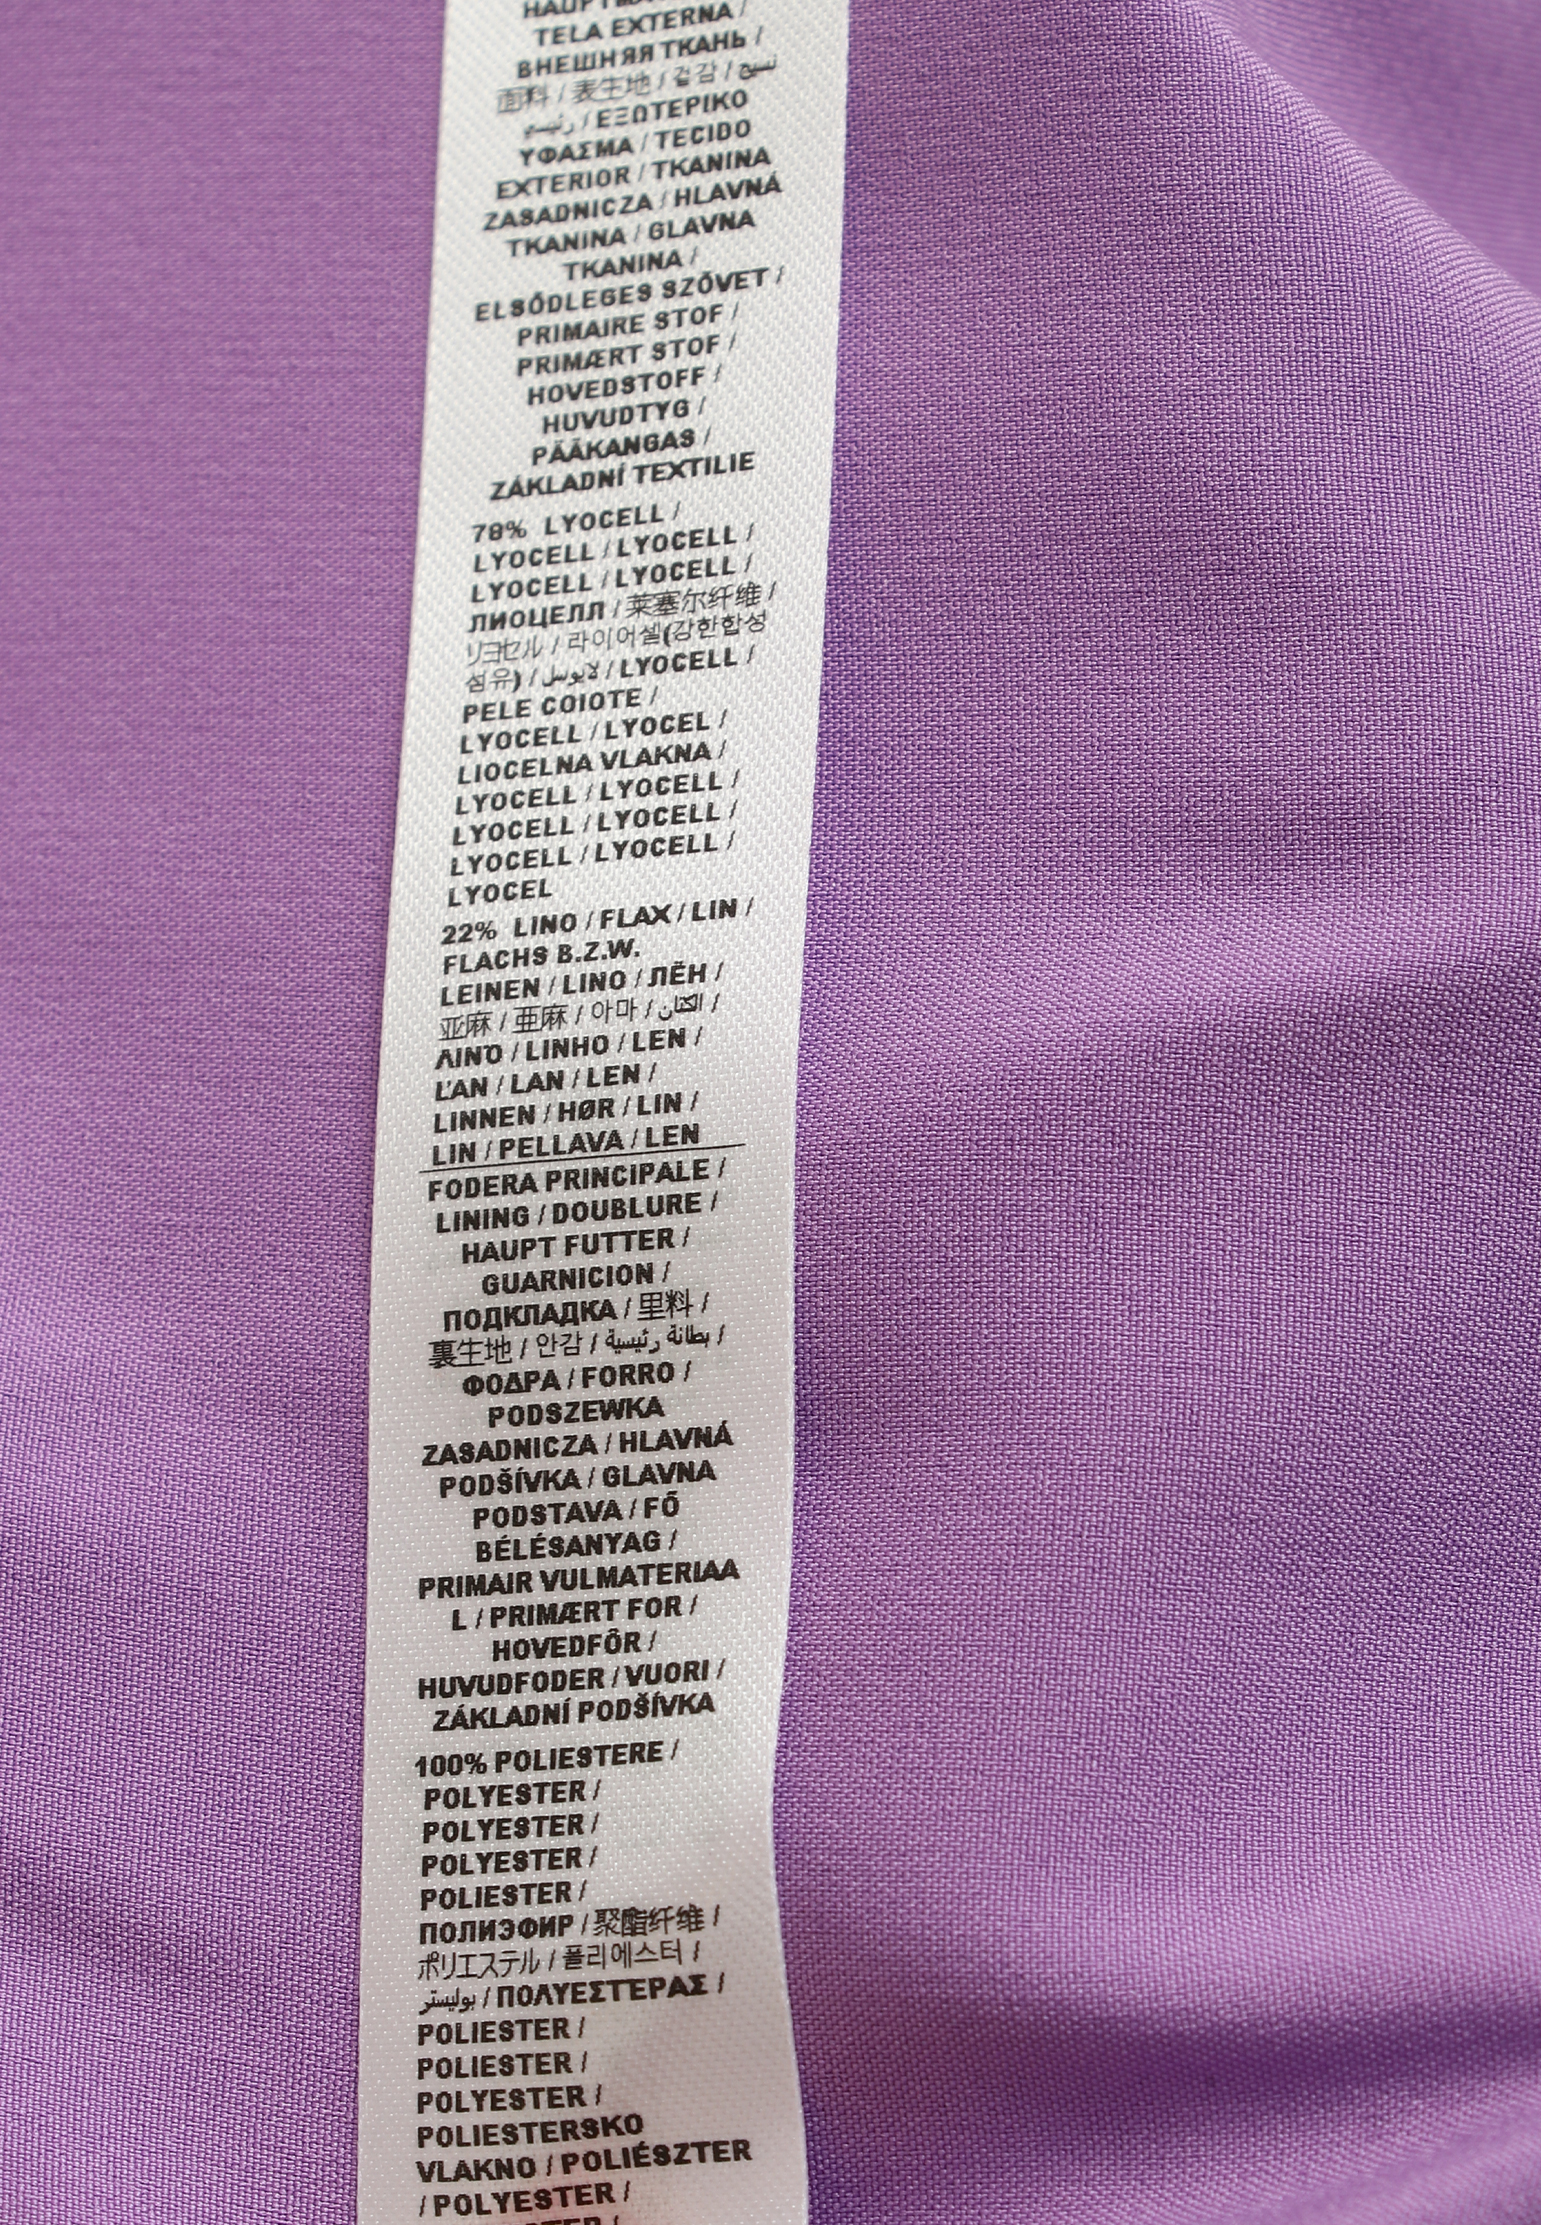 TELA EXTERNA /
ВНЕШНЯЯ ТКАНЬ /
面料 / 表生地 / 겉감 / نسيج
رئيسي / ΕΞΩΤΕΡΙΚΟ
ΥΦΑΣΜΑ / TECIDO
EXTERIOR / TKANINA
ZASADNICZA / HLAVNÁ
TKANINA / GLAVNA
TKANINA /
ELSŐDLEGES SZÖVET /
PRIMAIRE STOF /
PRIMÆRT STOF /
HOVEDSTOFF /
HUVUDTYG /
PÄÄKANGAS /
ZÁKLADNÍ TEXTILIE
78% LYOCELL /
LYOCELL / LYOCELL /
LYOCELL / LYOCELL /
ЛИОЦЕЛЛ / 莱塞尔纤维 /
リヨセル / 라이어셀(강한합성
섬유) / لايوسل / LYOCELL /
PELE COIOTE /
LYOCELL / LYOCEL /
LIOCELNA VLAKNA /
LYOCELL / LYOCELL /
LYOCELL / LYOCELL /
LYOCELL / LYOCELL /
LYOCEL
22% LINO / FLAX / LIN /
FLACHS B.Z.W.
LEINEN / LINO / ЛЁН /
亚麻 / 亜麻 / 아마 / الكتان /
ΛΙΝΌ / LINHO / LEN /
ĽAN / LAN / LEN /
LINNEN / HØR / LIN /
LIN / PELLAVA / LEN
FODERA PRINCIPALE /
LINING / DOUBLURE /
HAUPT FUTTER /
GUARNICION /
ПОДКЛАДКА / 里料 /
裏生地 / 안감 / بطانة رئيسية /
ΦΟΔΡΑ / FORRO /
PODSZEWKA
ZASADNICZA / HLAVNÁ
PODŠÍVKA / GLAVNA
PODSTAVA / FŐ
BÉLÉSANYAG /
PRIMAIR VULMATERIAA
L / PRIMÆRT FOR /
HOVEDFÔR /
HUVUDFODER / VUORI /
ZÁKLADNÍ PODŠÍVKA
100% POLIESTERE /
POLYESTER /
POLYESTER /
POLYESTER /
POLIESTER /
ПОЛИЭФИР / 聚酯纤维 /
ポリエステル / 폴리에스터 /
بوليستر / ΠΟΛΥΕΣΤΈΡΑΣ /
POLIESTER /
POLIESTER /
POLYESTER /
POLIESTERSKO
VLAKNO / POLIÉSZTER
/ POLYESTER /